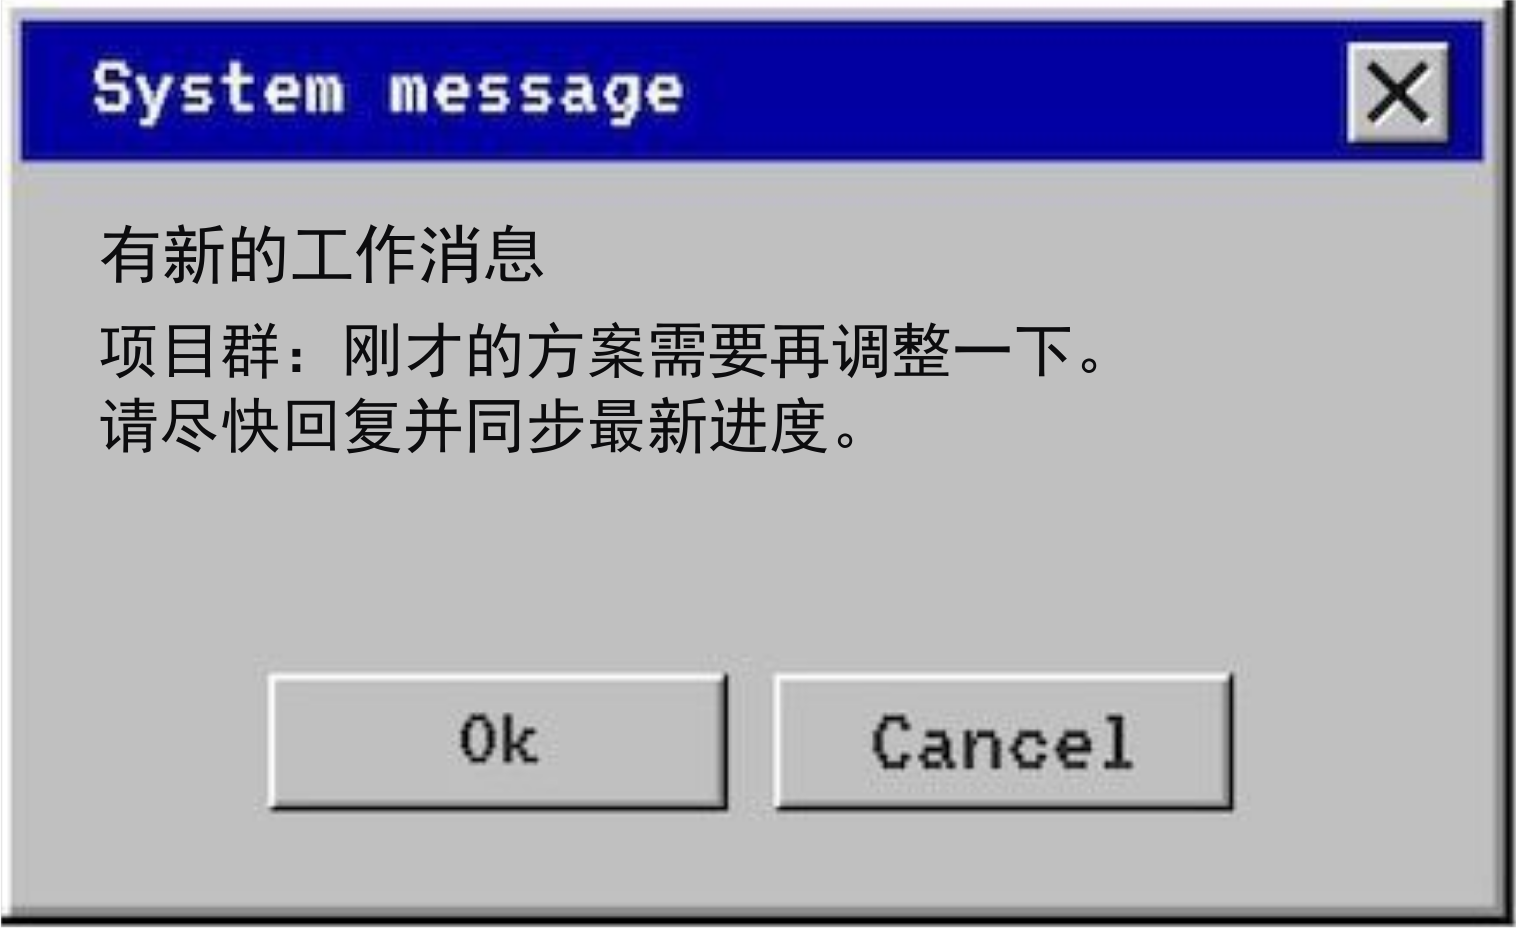 System message
有新的工作消息
项目群：刚才的方案需要再调整一下。
请尽快回复并同步最新进度。
Ok
Cancel